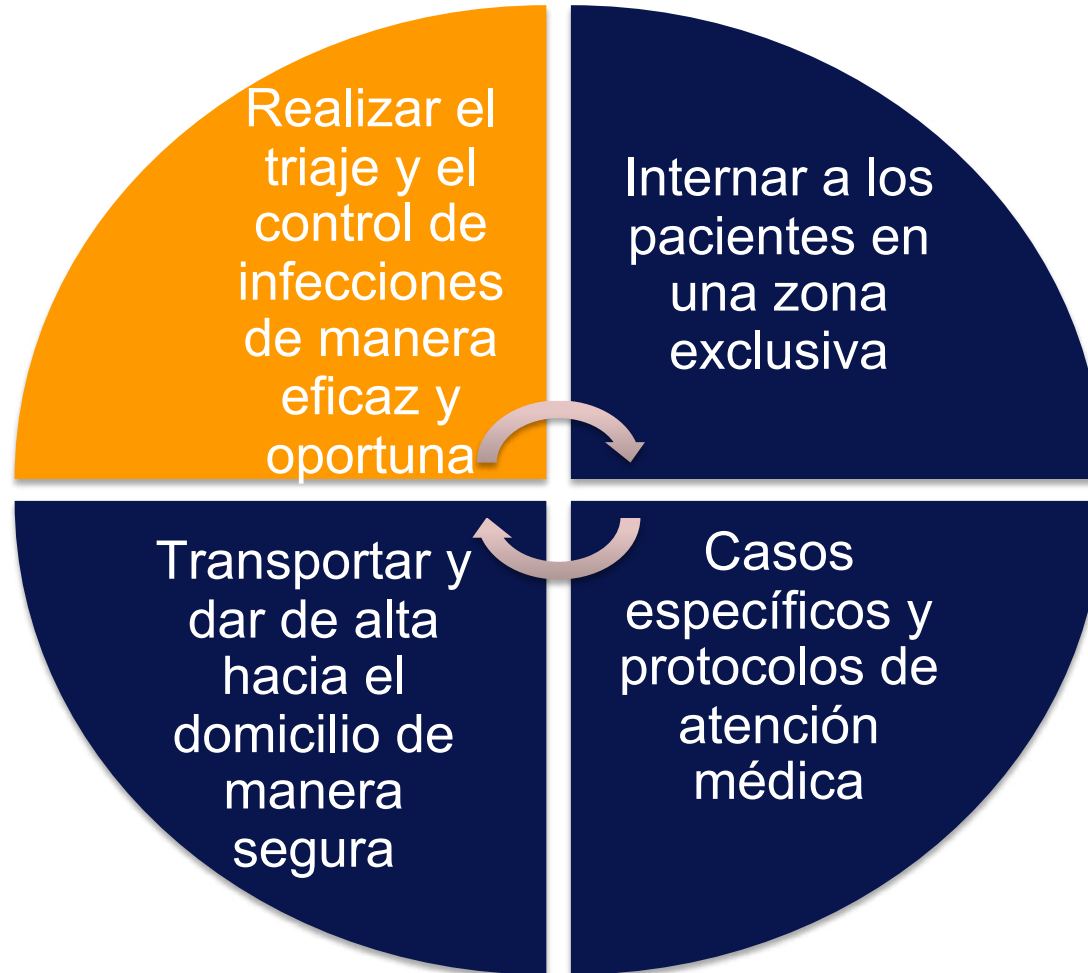 Realizar el
triaje y el
control de
infecciones
de manera
eficaz y
oportuna
Internar a los
pacientes en
una zona
exclusiva
Transportar y
dar de alta
hacia el
domicilio de
manera
segura
Casos
específicos y
protocolos de
atención
médica